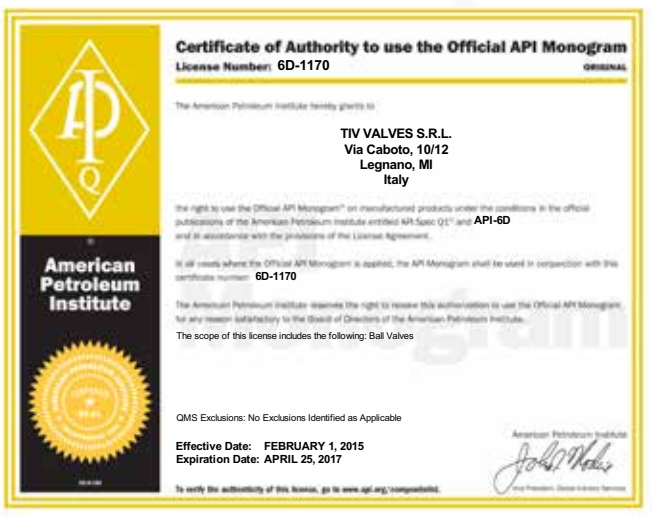 Certificate of Authority to use the Official API Monogram
License Number: 6D-1170
ORIGINAL
The American Petroleum Institute hereby grants to
TIV VALVES S.R.L.
Via Caboto, 10/12
Legnano, MI
Italy
the right to use the Official API Monogram® on manufactured products under the conditions in the official
publications of the American Petroleum Institute entitled API Spec Q1® and API-6D
and in accordance with the provisions of the License Agreement.
In all cases where the Official API Monogram is applied, the API Monogram shall be used in conjunction with this
certificate number: 6D-1170
The American Petroleum Institute reserves the right to revoke this authorization to use the Official API Monogram
for any reason satisfactory to the Board of Directors of the American Petroleum Institute.
The scope of this license includes the following: Ball Valves
QMS Exclusions: No Exclusions Identified as Applicable
Effective Date: FEBRUARY 1, 2015
Expiration Date: APRIL 25, 2017
To verify the authenticity of this license, go to www.api.org/compositelist.
American Petroleum Institute
Vice President, Global Industry Services
API
Q
®
American
Petroleum
Institute